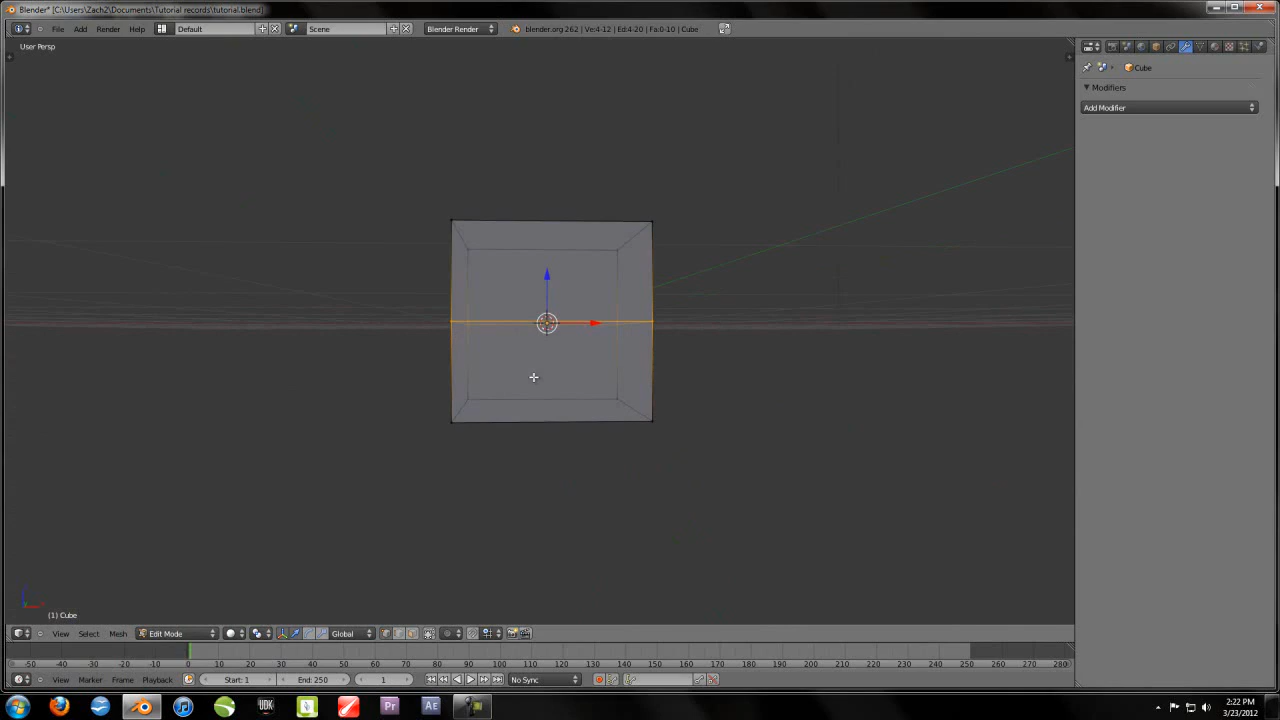 Blender* [C:\Users\Zach2\Documents\Tutorial records\tutorial.blend]
File Add Render Help Default Scene Blender Render blender.org 262 | Ve:4-12 | Ed:4-20 | Fa:0-10 | Cube
User Persp
Cube
Modifiers
Add Modifier
(1) Cube
View Select Mesh Edit Mode Global
-50 -40 -30 -20 -10 0 10 20 30 40 50 60 70 80 90 100 110 120 130 140 150 160 170 180 190 200 210 220 230 240 250 260 270 280
View Marker Frame Playback Start: 1 End: 250 1 No Sync
UDK Pr Ae
2:22 PM
3/23/2012